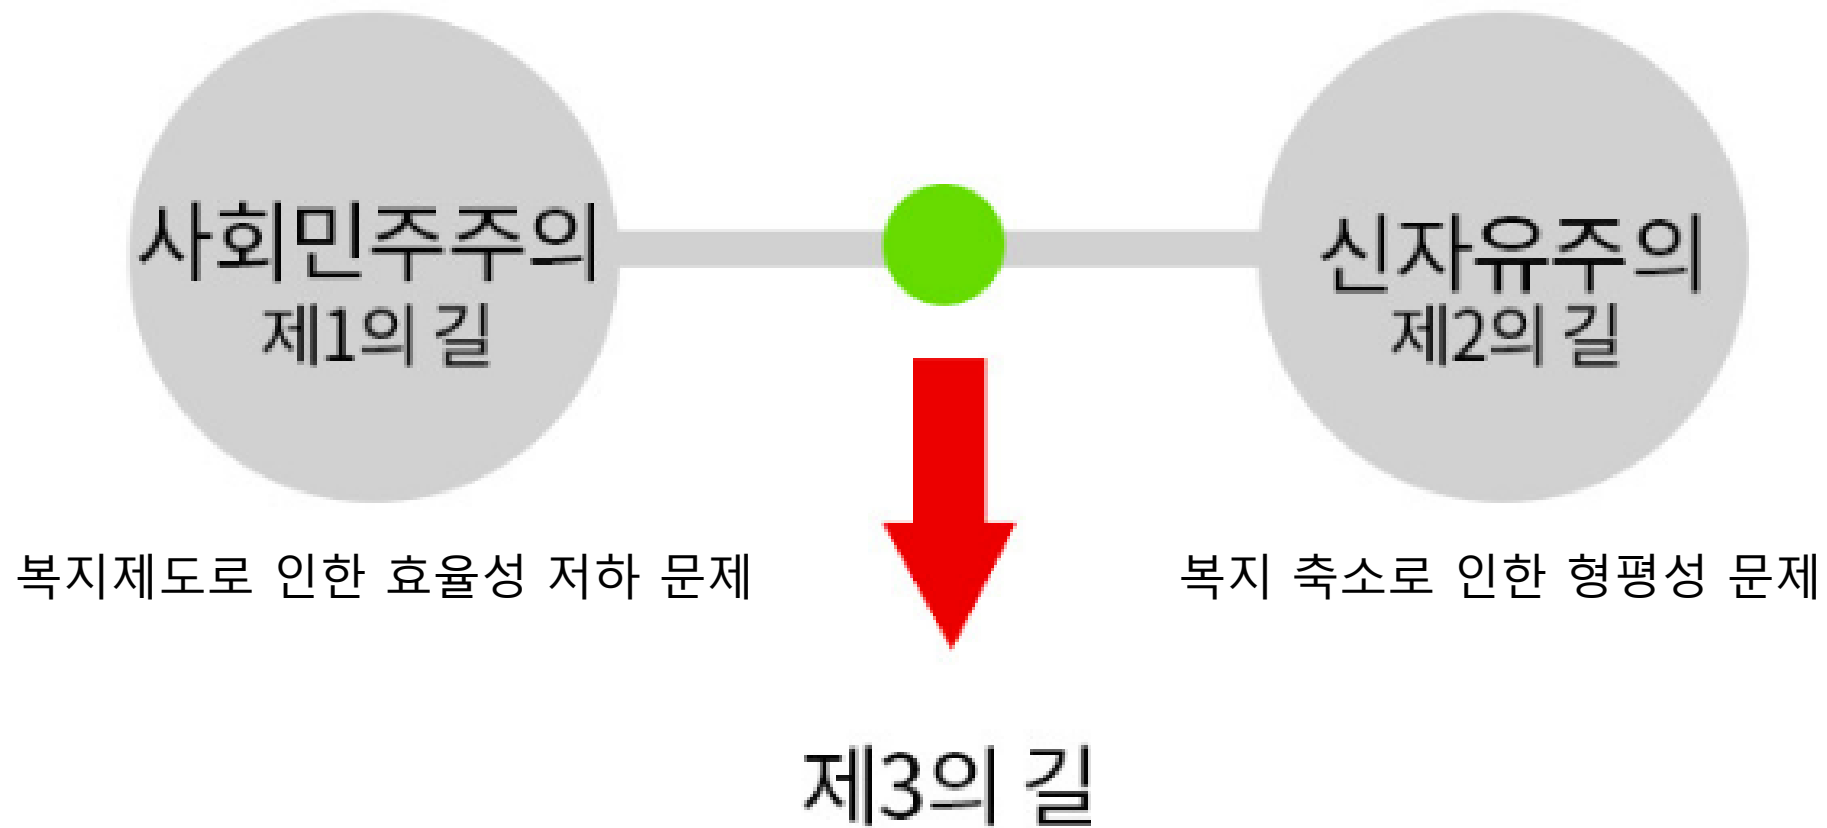 사회민주주의
제1의 길
신자유주의
제2의 길
복지제도로 인한 효율성 저하 문제
복지 축소로 인한 형평성 문제
제3의 길